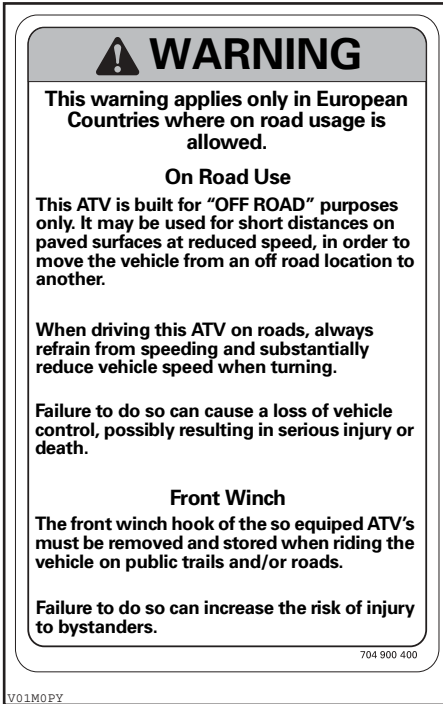 WARNING
This warning applies only in European
Countries where on road usage is
allowed.
On Road Use
This ATV is built for “OFF ROAD” purposes
only. It may be used for short distances on
paved surfaces at reduced speed, in order to
move the vehicle from an off road location to
another.
When driving this ATV on roads, always
refrain from speeding and substantially
reduce vehicle speed when turning.
Failure to do so can cause a loss of vehicle
control, possibly resulting in serious injury or
death.
Front Winch
The front winch hook of the so equiped ATV’s
must be removed and stored when riding the
vehicle on public trails and/or roads.
Failure to do so can increase the risk of injury
to bystanders.
704 900 400
V01M0PY